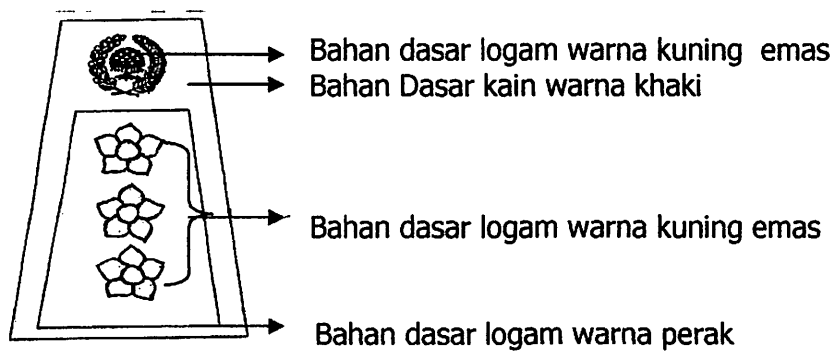 Bahan dasar logam warna kuning emas
Bahan Dasar kain warna khaki
Bahan dasar logam warna kuning emas
Bahan dasar logam warna perak